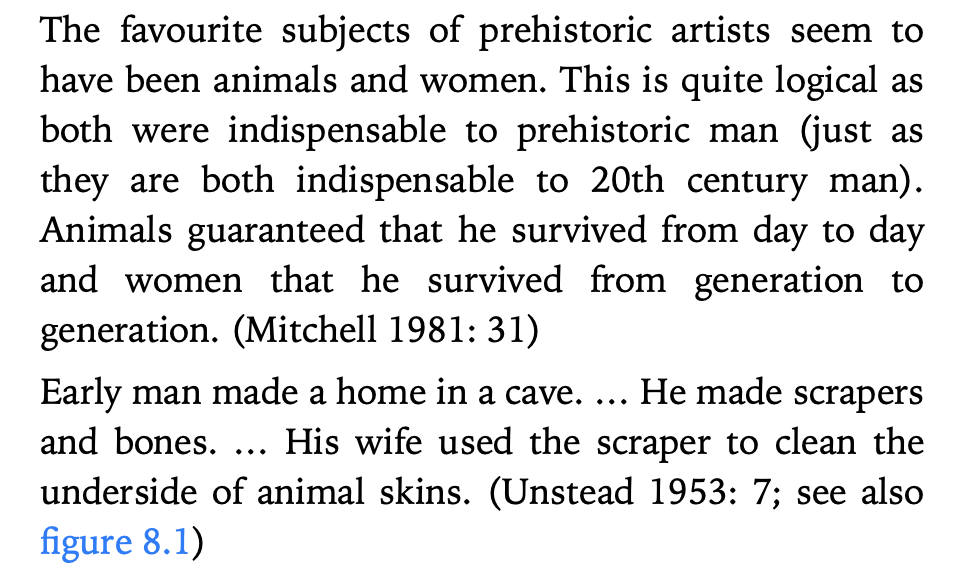 The favourite subjects of prehistoric artists seem to
have been animals and women. This is quite logical as
both were indispensable to prehistoric man (just as
they are both indispensable to 20th century man).
Animals guaranteed that he survived from day to day
and women that he survived from generation to
generation. (Mitchell 1981: 31)
Early man made a home in a cave. … He made scrapers
and bones. … His wife used the scraper to clean the
underside of animal skins. (Unstead 1953: 7; see also
figure 8.1)